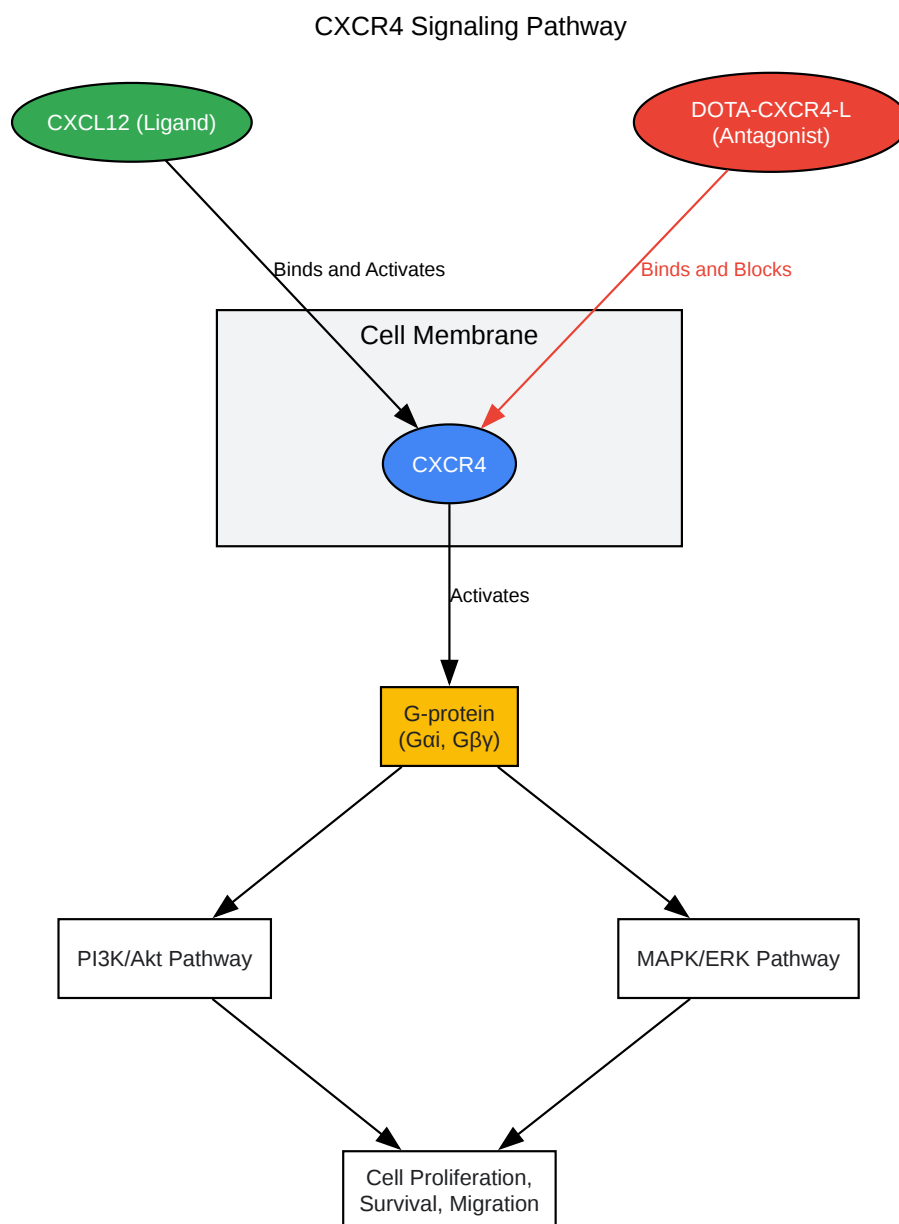 CXCR4 Signaling Pathway
CXCL12 (Ligand)
DOTA-CXCR4-L
(Antagonist)
Binds and Activates
Binds and Blocks
Cell Membrane
CXCR4
Activates
G-protein
(Gαi, Gβγ)
PI3K/Akt Pathway
MAPK/ERK Pathway
Cell Proliferation,
Survival, Migration